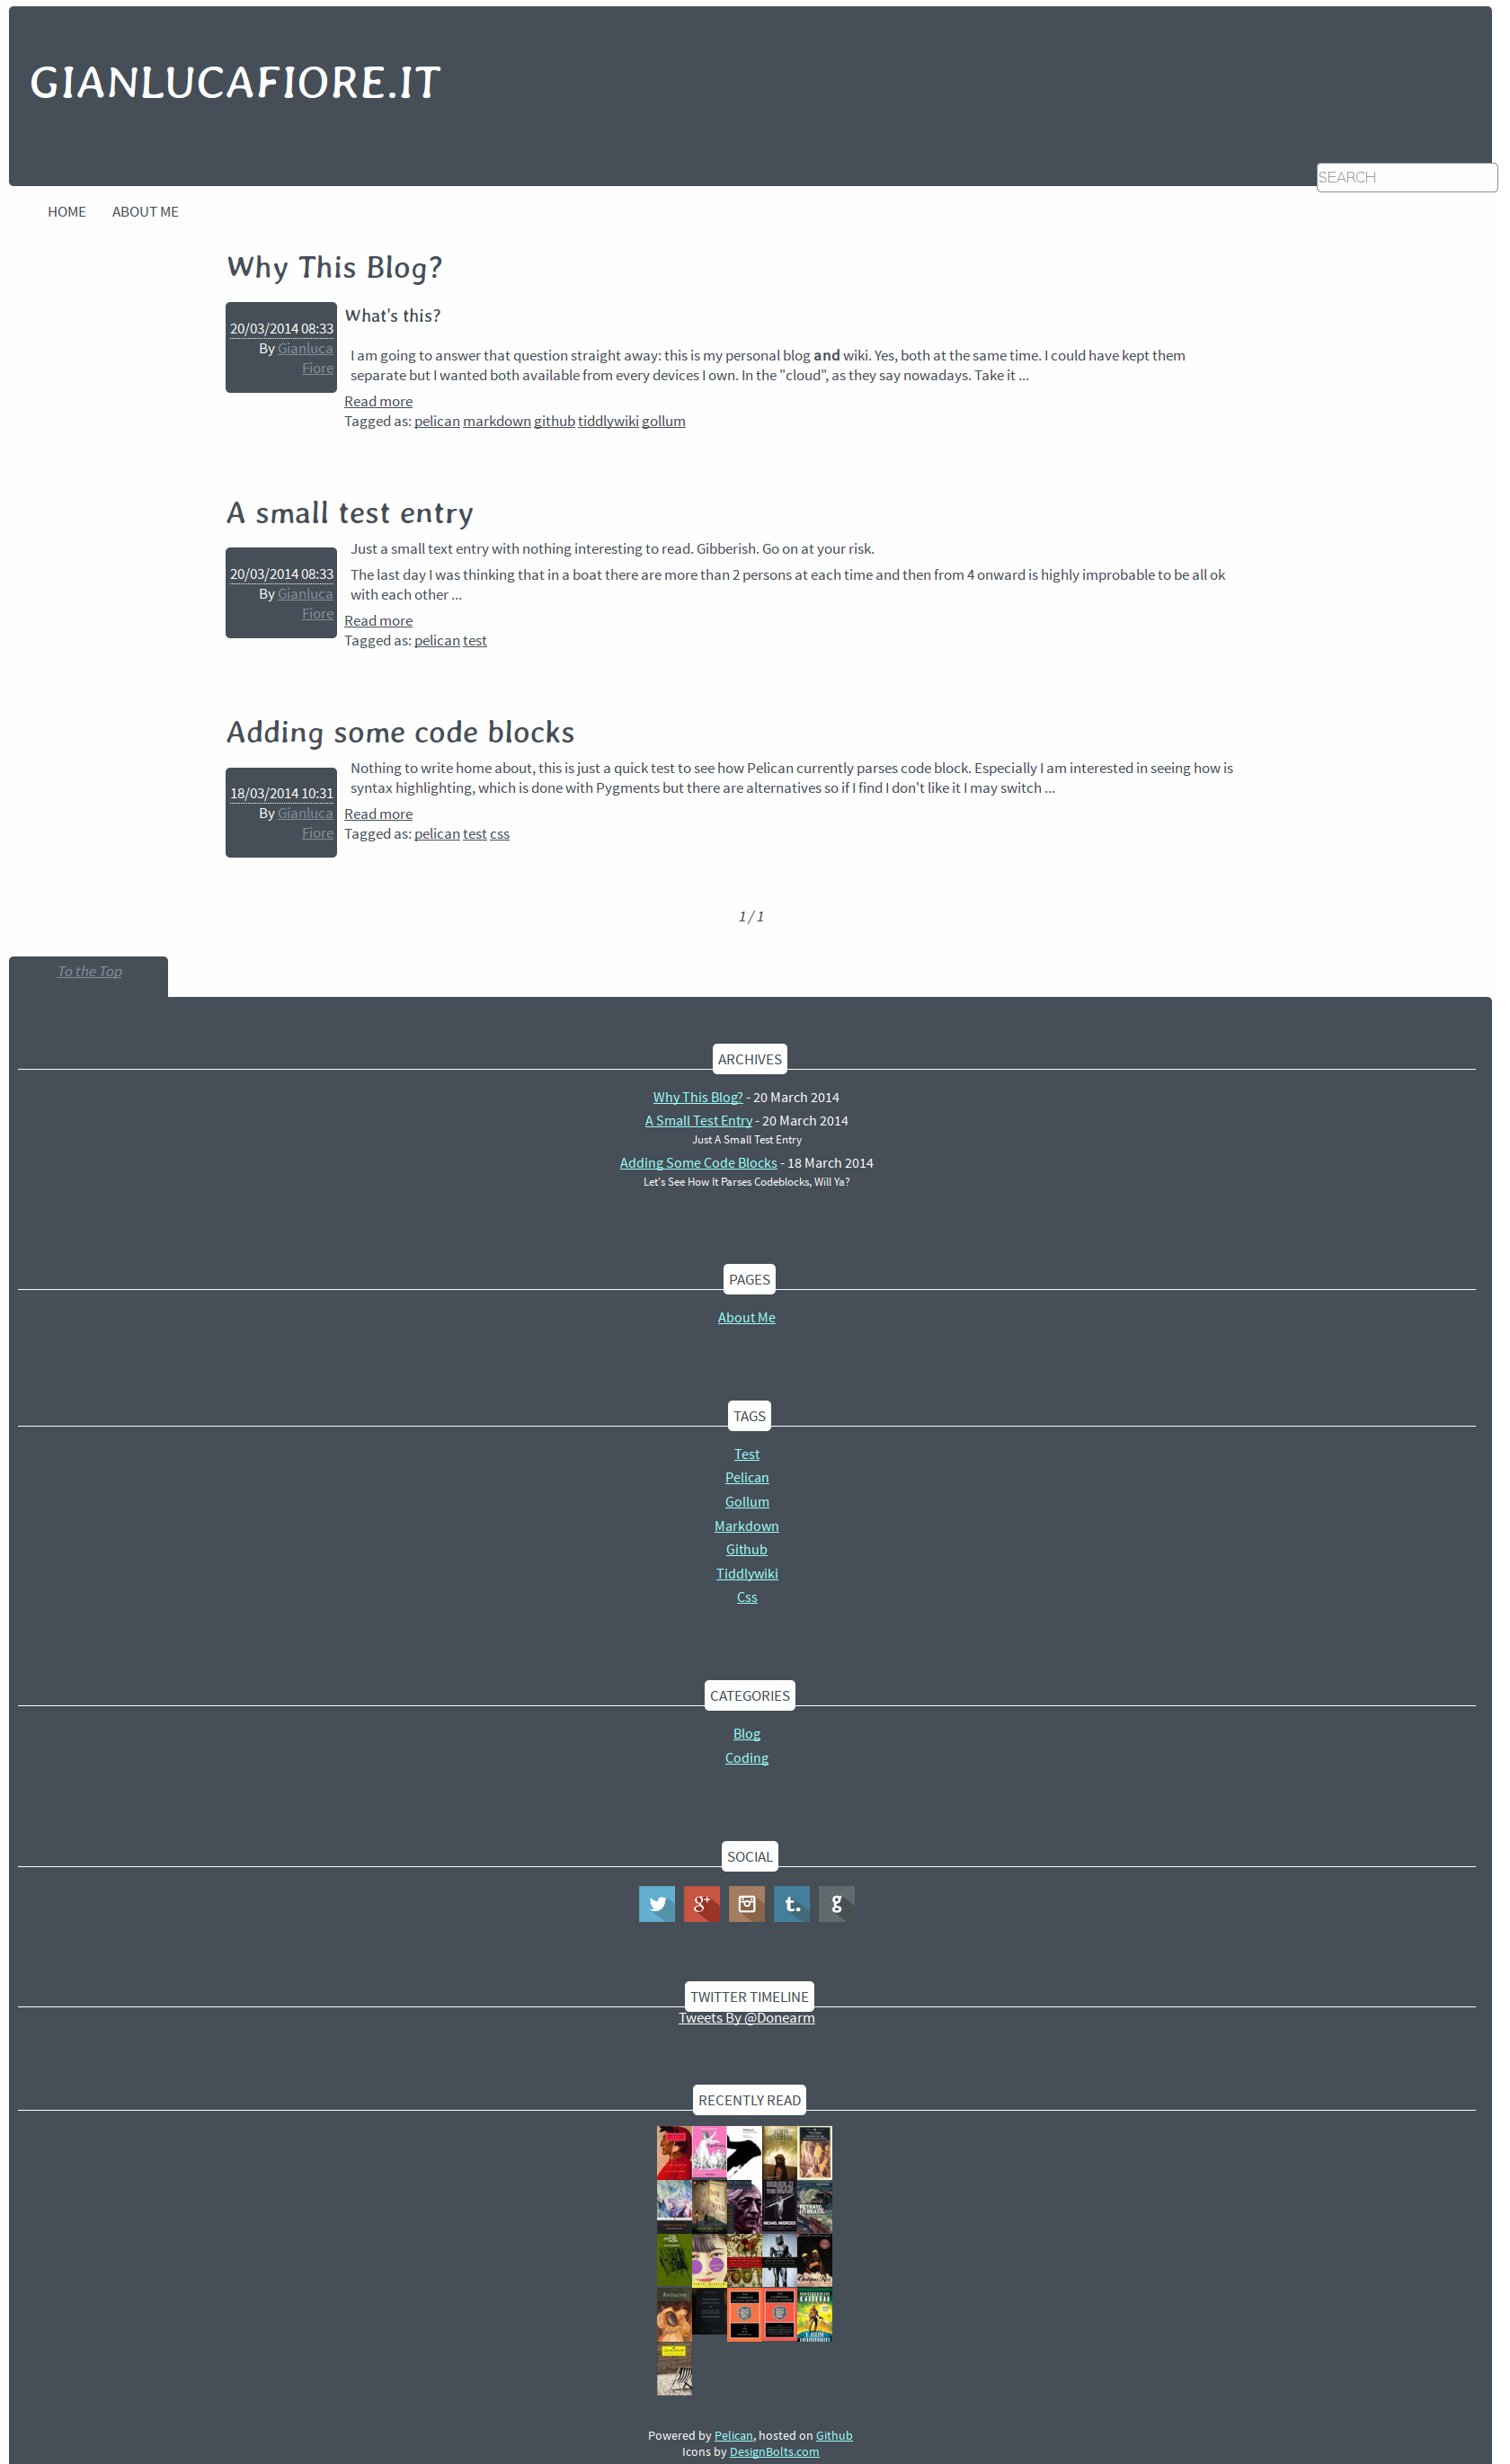 GIANLUCAFIORE.IT
SEARCH
HOME ABOUT ME
Why This Blog?
20/03/2014 08:33
By Gianluca
Fiore
What's this?
I am going to answer that question straight away: this is my personal blog and wiki. Yes, both at the same time. I could have kept them
separate but I wanted both available from every devices I own. In the "cloud", as they say nowadays. Take it ...
Read more
Tagged as: pelican markdown github tiddlywiki gollum
A small test entry
20/03/2014 08:33
By Gianluca
Fiore
Just a small text entry with nothing interesting to read. Gibberish. Go on at your risk.
The last day I was thinking that in a boat there are more than 2 persons at each time and then from 4 onward is highly improbable to be all ok
with each other ...
Read more
Tagged as: pelican test
Adding some code blocks
18/03/2014 10:31
By Gianluca
Fiore
Nothing to write home about, this is just a quick test to see how Pelican currently parses code block. Especially I am interested in seeing how is
syntax highlighting, which is done with Pygments but there are alternatives so if I find I don't like it I may switch ...
Read more
Tagged as: pelican test css
1 / 1
To the Top
ARCHIVES
Why This Blog? - 20 March 2014
A Small Test Entry - 20 March 2014
Just A Small Test Entry
Adding Some Code Blocks - 18 March 2014
Let's See How It Parses Codeblocks, Will Ya?
PAGES
About Me
TAGS
Test
Pelican
Gollum
Markdown
Github
Tiddlywiki
Css
CATEGORIES
Blog
Coding
SOCIAL
g+ t. g
TWITTER TIMELINE
Tweets By @Donearm
RECENTLY READ
Powered by Pelican, hosted on Github
Icons by DesignBolts.com